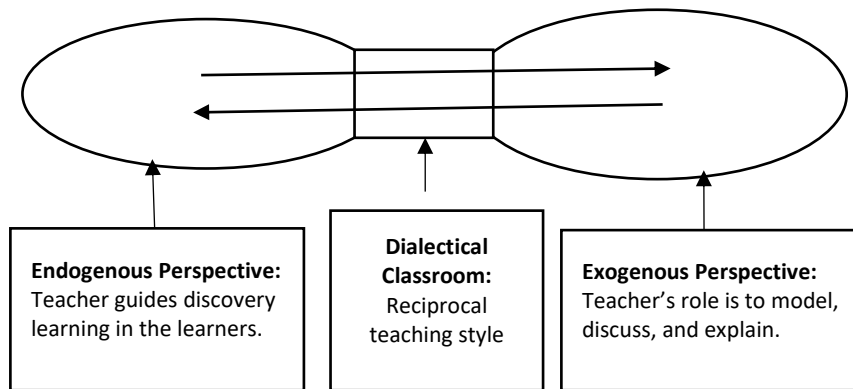 Endogenous Perspective:
Teacher guides discovery
learning in the learners.
Dialectical
Classroom:
Reciprocal
teaching style
Exogenous Perspective:
Teacher’s role is to model,
discuss, and explain.